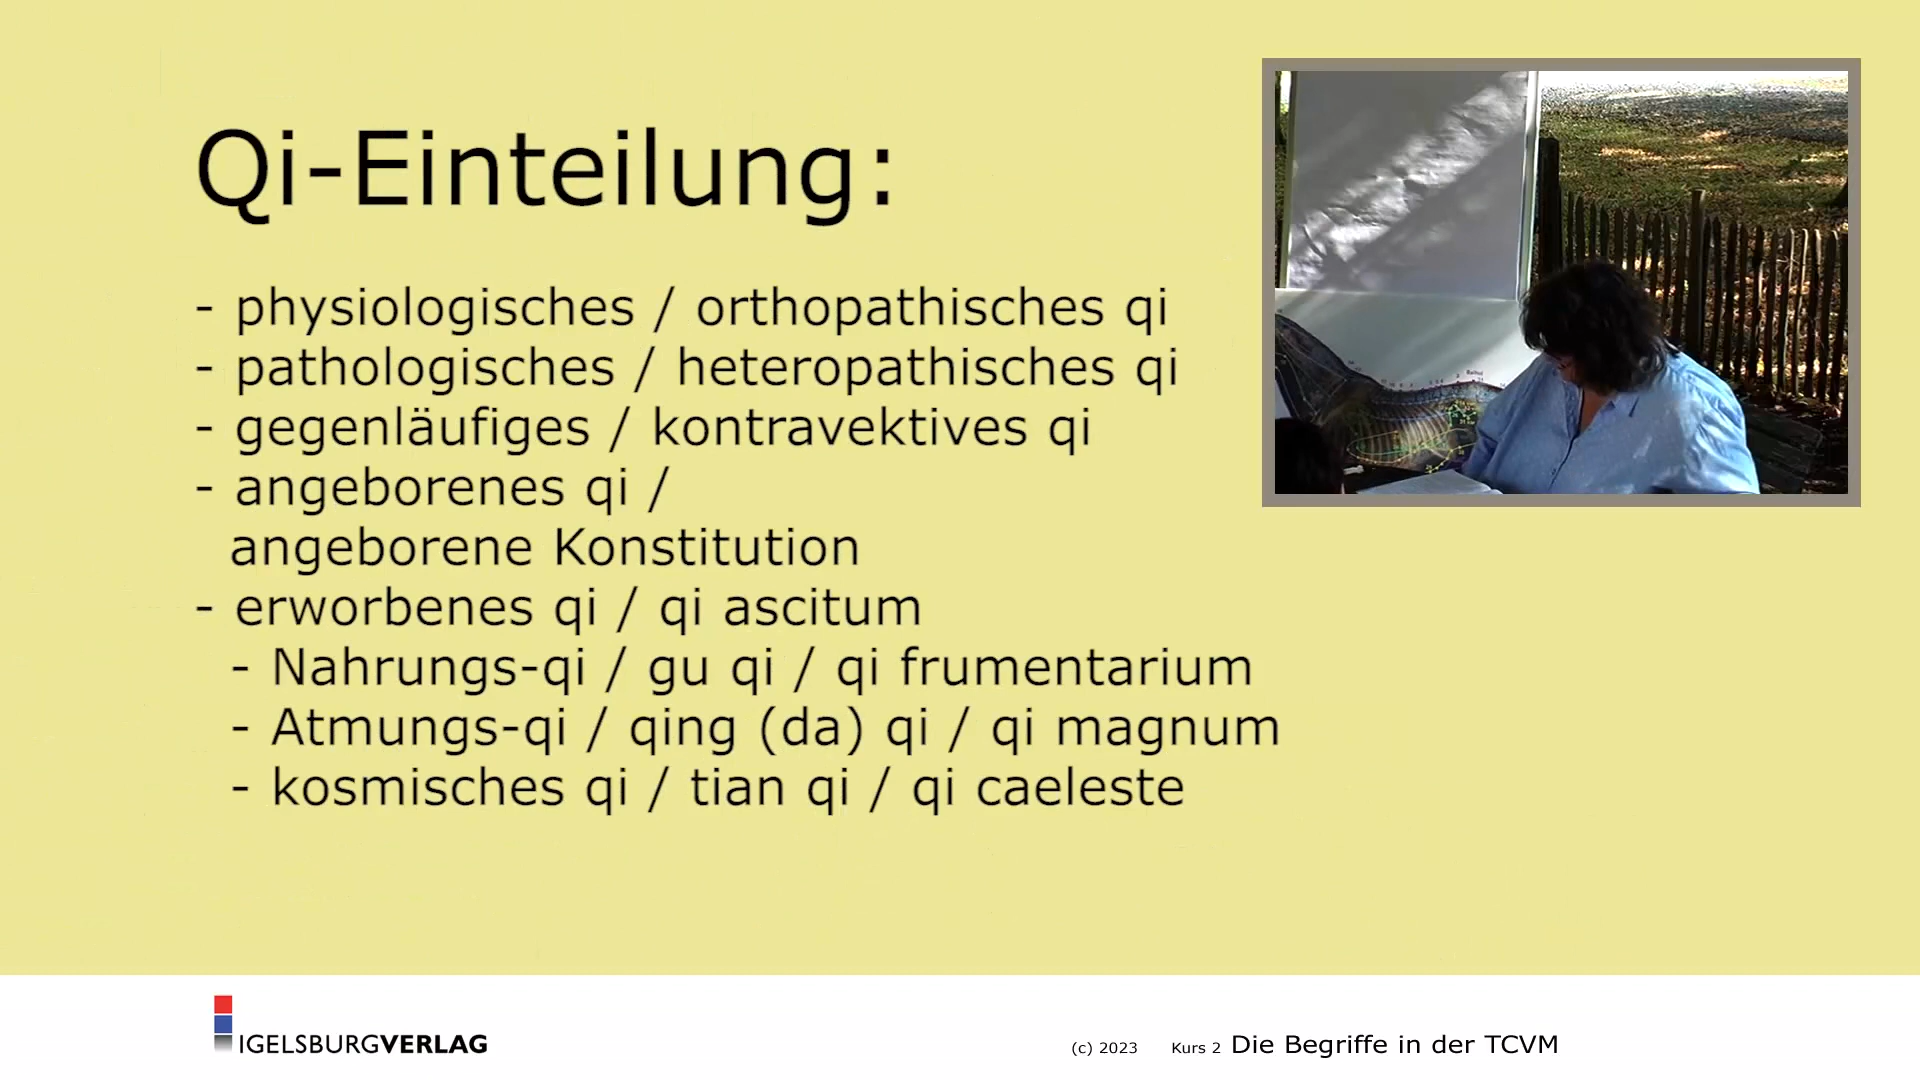 Qi-Einteilung:
- physiologisches / orthopathisches qi
- pathologisches / heteropathisches qi
- gegenläufiges / kontravektives qi
- angeborenes qi /
angeborene Konstitution
- erworbenes qi / qi ascitum
- Nahrungs-qi / gu qi / qi frumentarium
- Atmungs-qi / qing (da) qi / qi magnum
- kosmisches qi / tian qi / qi caeleste
IGELSBURGVERLAG
(c) 2023 Kurs 2 Die Begriffe in der TCVM